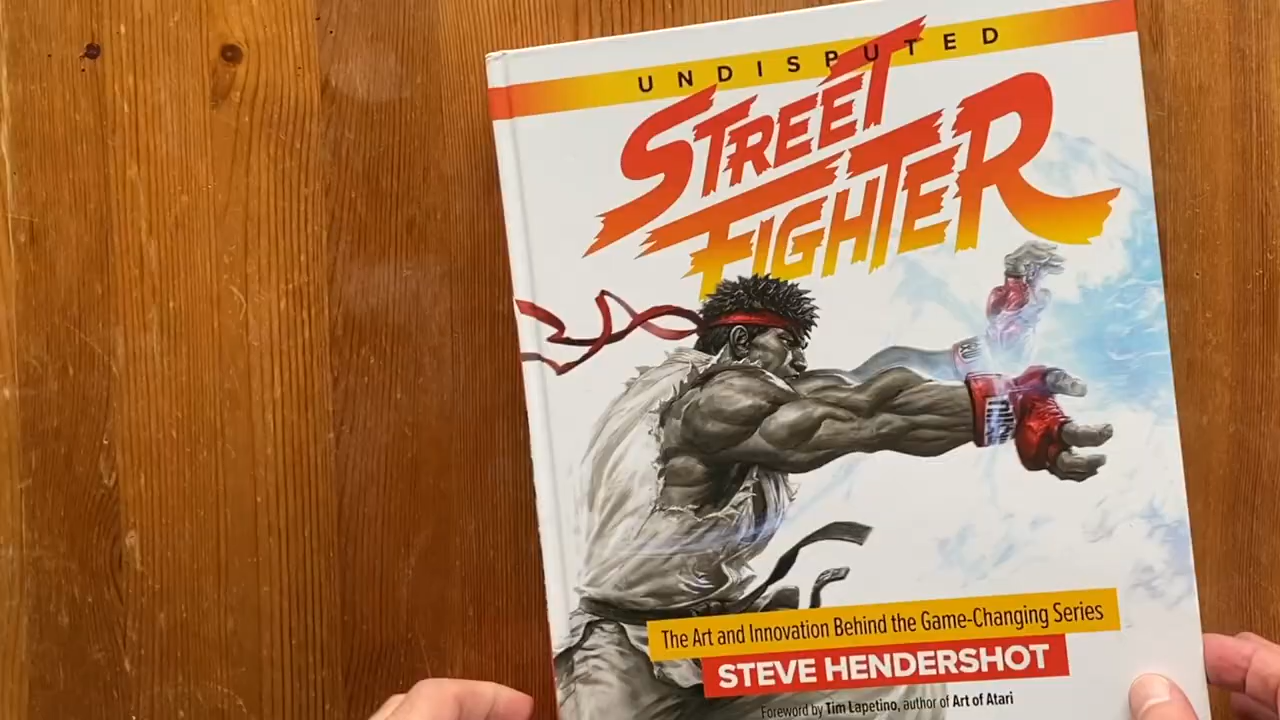 UNDISPUTED
STREET
FIGHTER
The Art and Innovation Behind the Game-Changing Series
STEVE HENDERSHOT
Foreword by Tim Lapetino, author of Art of Atari